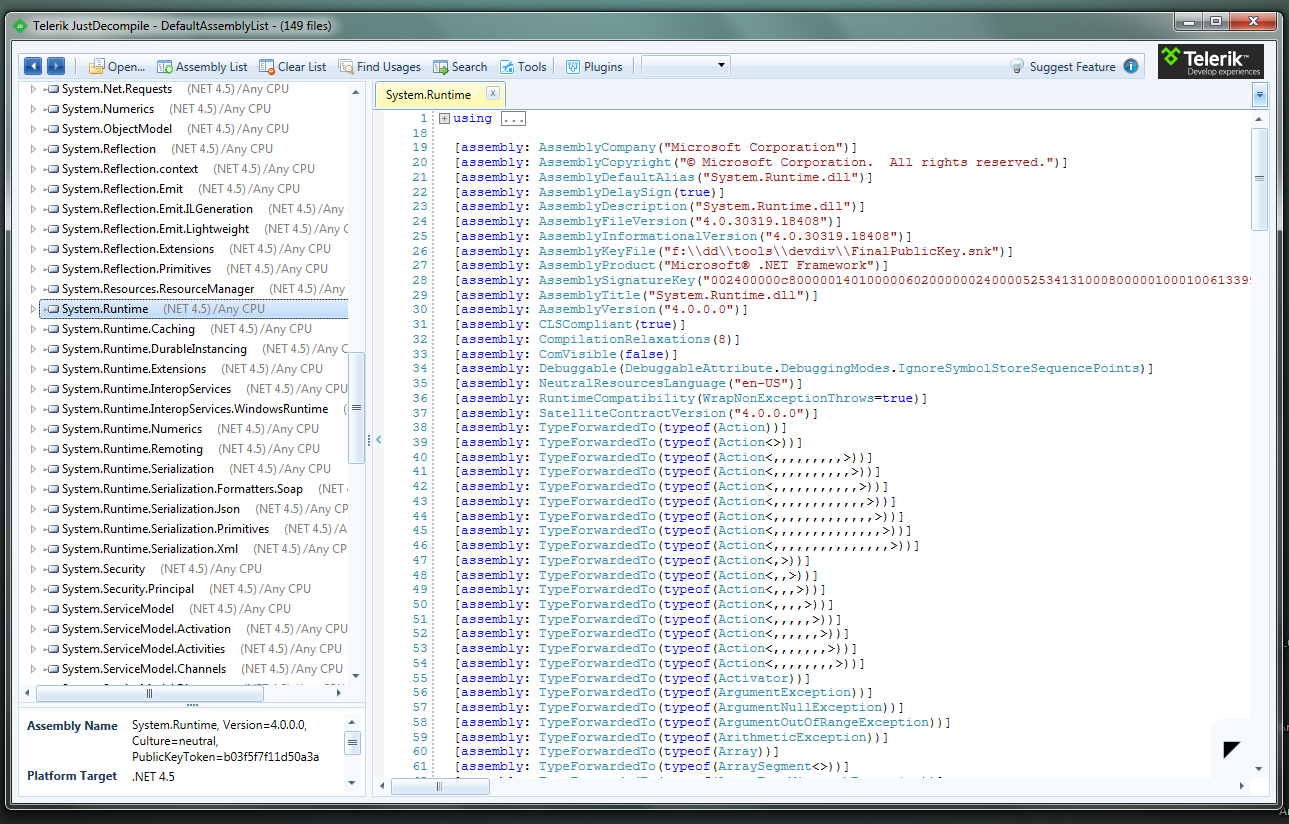 Telerik JustDecompile - DefaultAssemblyList - (149 files)
Open... Assembly List Clear List Find Usages Search Tools Plugins Suggest Feature
Telerik™
Develop experiences
System.Net.Requests (NET 4.5)/Any CPU
System.Numerics (NET 4.5)/Any CPU
System.ObjectModel (NET 4.5)/Any CPU
System.Reflection (NET 4.5)/Any CPU
System.Reflection.context (NET 4.5)/Any CPU
System.Reflection.Emit (NET 4.5)/Any CPU
System.Reflection.Emit.ILGeneration (NET 4.5)/Any
System.Reflection.Emit.Lightweight (NET 4.5)/Any C
System.Reflection.Extensions (NET 4.5)/Any CPU
System.Reflection.Primitives (NET 4.5)/Any CPU
System.Resources.ResourceManager (NET 4.5)/Any
System.Runtime (NET 4.5)/Any CPU
System.Runtime.Caching (NET 4.5)/Any CPU
System.Runtime.DurableInstancing (NET 4.5)/Any C
System.Runtime.Extensions (NET 4.5)/Any CPU
System.Runtime.InteropServices (NET 4.5)/Any CPU
System.Runtime.InteropServices.WindowsRuntime (
System.Runtime.Numerics (NET 4.5)/Any CPU
System.Runtime.Remoting (NET 4.5)/Any CPU
System.Runtime.Serialization (NET 4.5)/Any CPU
System.Runtime.Serialization.Formatters.Soap (NET
System.Runtime.Serialization.Json (NET 4.5)/Any CP
System.Runtime.Serialization.Primitives (NET 4.5)/A
System.Runtime.Serialization.Xml (NET 4.5)/Any CP
System.Security (NET 4.5)/Any CPU
System.Security.Principal (NET 4.5)/Any CPU
System.ServiceModel (NET 4.5)/Any CPU
System.ServiceModel.Activation (NET 4.5)/Any CPU
System.ServiceModel.Activities (NET 4.5)/Any CPU
System.ServiceModel.Channels (NET 4.5)/Any CPU
Assembly Name System.Runtime, Version=4.0.0.0,
Culture=neutral,
PublicKeyToken=b03f5f7f11d50a3a
Platform Target .NET 4.5
System.Runtime x
1 using ...
18
19 [assembly: AssemblyCompany("Microsoft Corporation")]
20 [assembly: AssemblyCopyright("© Microsoft Corporation.  All rights reserved.")]
21 [assembly: AssemblyDefaultAlias("System.Runtime.dll")]
22 [assembly: AssemblyDelaySign(true)]
23 [assembly: AssemblyDescription("System.Runtime.dll")]
24 [assembly: AssemblyFileVersion("4.0.30319.18408")]
25 [assembly: AssemblyInformationalVersion("4.0.30319.18408")]
26 [assembly: AssemblyKeyFile("f:\\dd\\tools\\devdiv\\FinalPublicKey.snk")]
27 [assembly: AssemblyProduct("Microsoft® .NET Framework")]
28 [assembly: AssemblySignatureKey("002400000c800000140100000602000000240000525341310008000001000100613399
29 [assembly: AssemblyTitle("System.Runtime.dll")]
30 [assembly: AssemblyVersion("4.0.0.0")]
31 [assembly: CLSCompliant(true)]
32 [assembly: CompilationRelaxations(8)]
33 [assembly: ComVisible(false)]
34 [assembly: Debuggable(DebuggableAttribute.DebuggingModes.IgnoreSymbolStoreSequencePoints)]
35 [assembly: NeutralResourcesLanguage("en-US")]
36 [assembly: RuntimeCompatibility(WrapNonExceptionThrows=true)]
37 [assembly: SatelliteContractVersion("4.0.0.0")]
38 [assembly: TypeForwardedTo(typeof(Action))]
39 [assembly: TypeForwardedTo(typeof(Action<>))]
40 [assembly: TypeForwardedTo(typeof(Action<,,,,,,,,,>))]
41 [assembly: TypeForwardedTo(typeof(Action<,,,,,,,,,,>))]
42 [assembly: TypeForwardedTo(typeof(Action<,,,,,,,,,,,>))]
43 [assembly: TypeForwardedTo(typeof(Action<,,,,,,,,,,,,>))]
44 [assembly: TypeForwardedTo(typeof(Action<,,,,,,,,,,,,,>))]
45 [assembly: TypeForwardedTo(typeof(Action<,,,,,,,,,,,,,,>))]
46 [assembly: TypeForwardedTo(typeof(Action<,,,,,,,,,,,,,,,>))]
47 [assembly: TypeForwardedTo(typeof(Action<,>))]
48 [assembly: TypeForwardedTo(typeof(Action<,,>))]
49 [assembly: TypeForwardedTo(typeof(Action<,,,>))]
50 [assembly: TypeForwardedTo(typeof(Action<,,,,>))]
51 [assembly: TypeForwardedTo(typeof(Action<,,,,,>))]
52 [assembly: TypeForwardedTo(typeof(Action<,,,,,,>))]
53 [assembly: TypeForwardedTo(typeof(Action<,,,,,,,>))]
54 [assembly: TypeForwardedTo(typeof(Action<,,,,,,,,>))]
55 [assembly: TypeForwardedTo(typeof(Activator))]
56 [assembly: TypeForwardedTo(typeof(ArgumentException))]
57 [assembly: TypeForwardedTo(typeof(ArgumentNullException))]
58 [assembly: TypeForwardedTo(typeof(ArgumentOutOfRangeException))]
59 [assembly: TypeForwardedTo(typeof(ArithmeticException))]
60 [assembly: TypeForwardedTo(typeof(Array))]
61 [assembly: TypeForwardedTo(typeof(ArraySegment<>))]